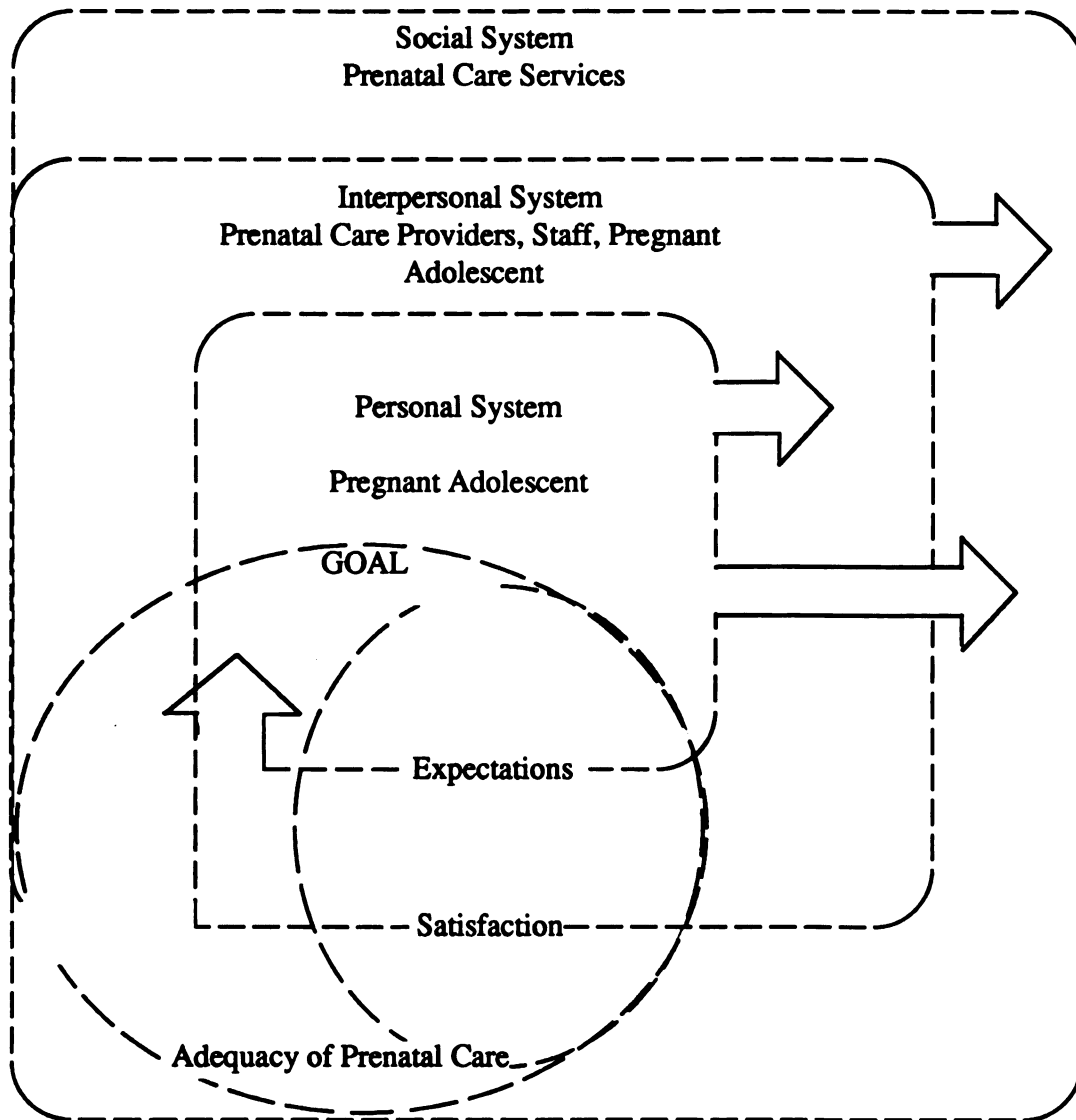 Social System
Prenatal Care Services
Interpersonal System
Prenatal Care Providers, Staff, Pregnant
Adolescent
Personal System
Pregnant Adolescent
GOAL
Expectations
Satisfaction
Adequacy of Prenatal Care